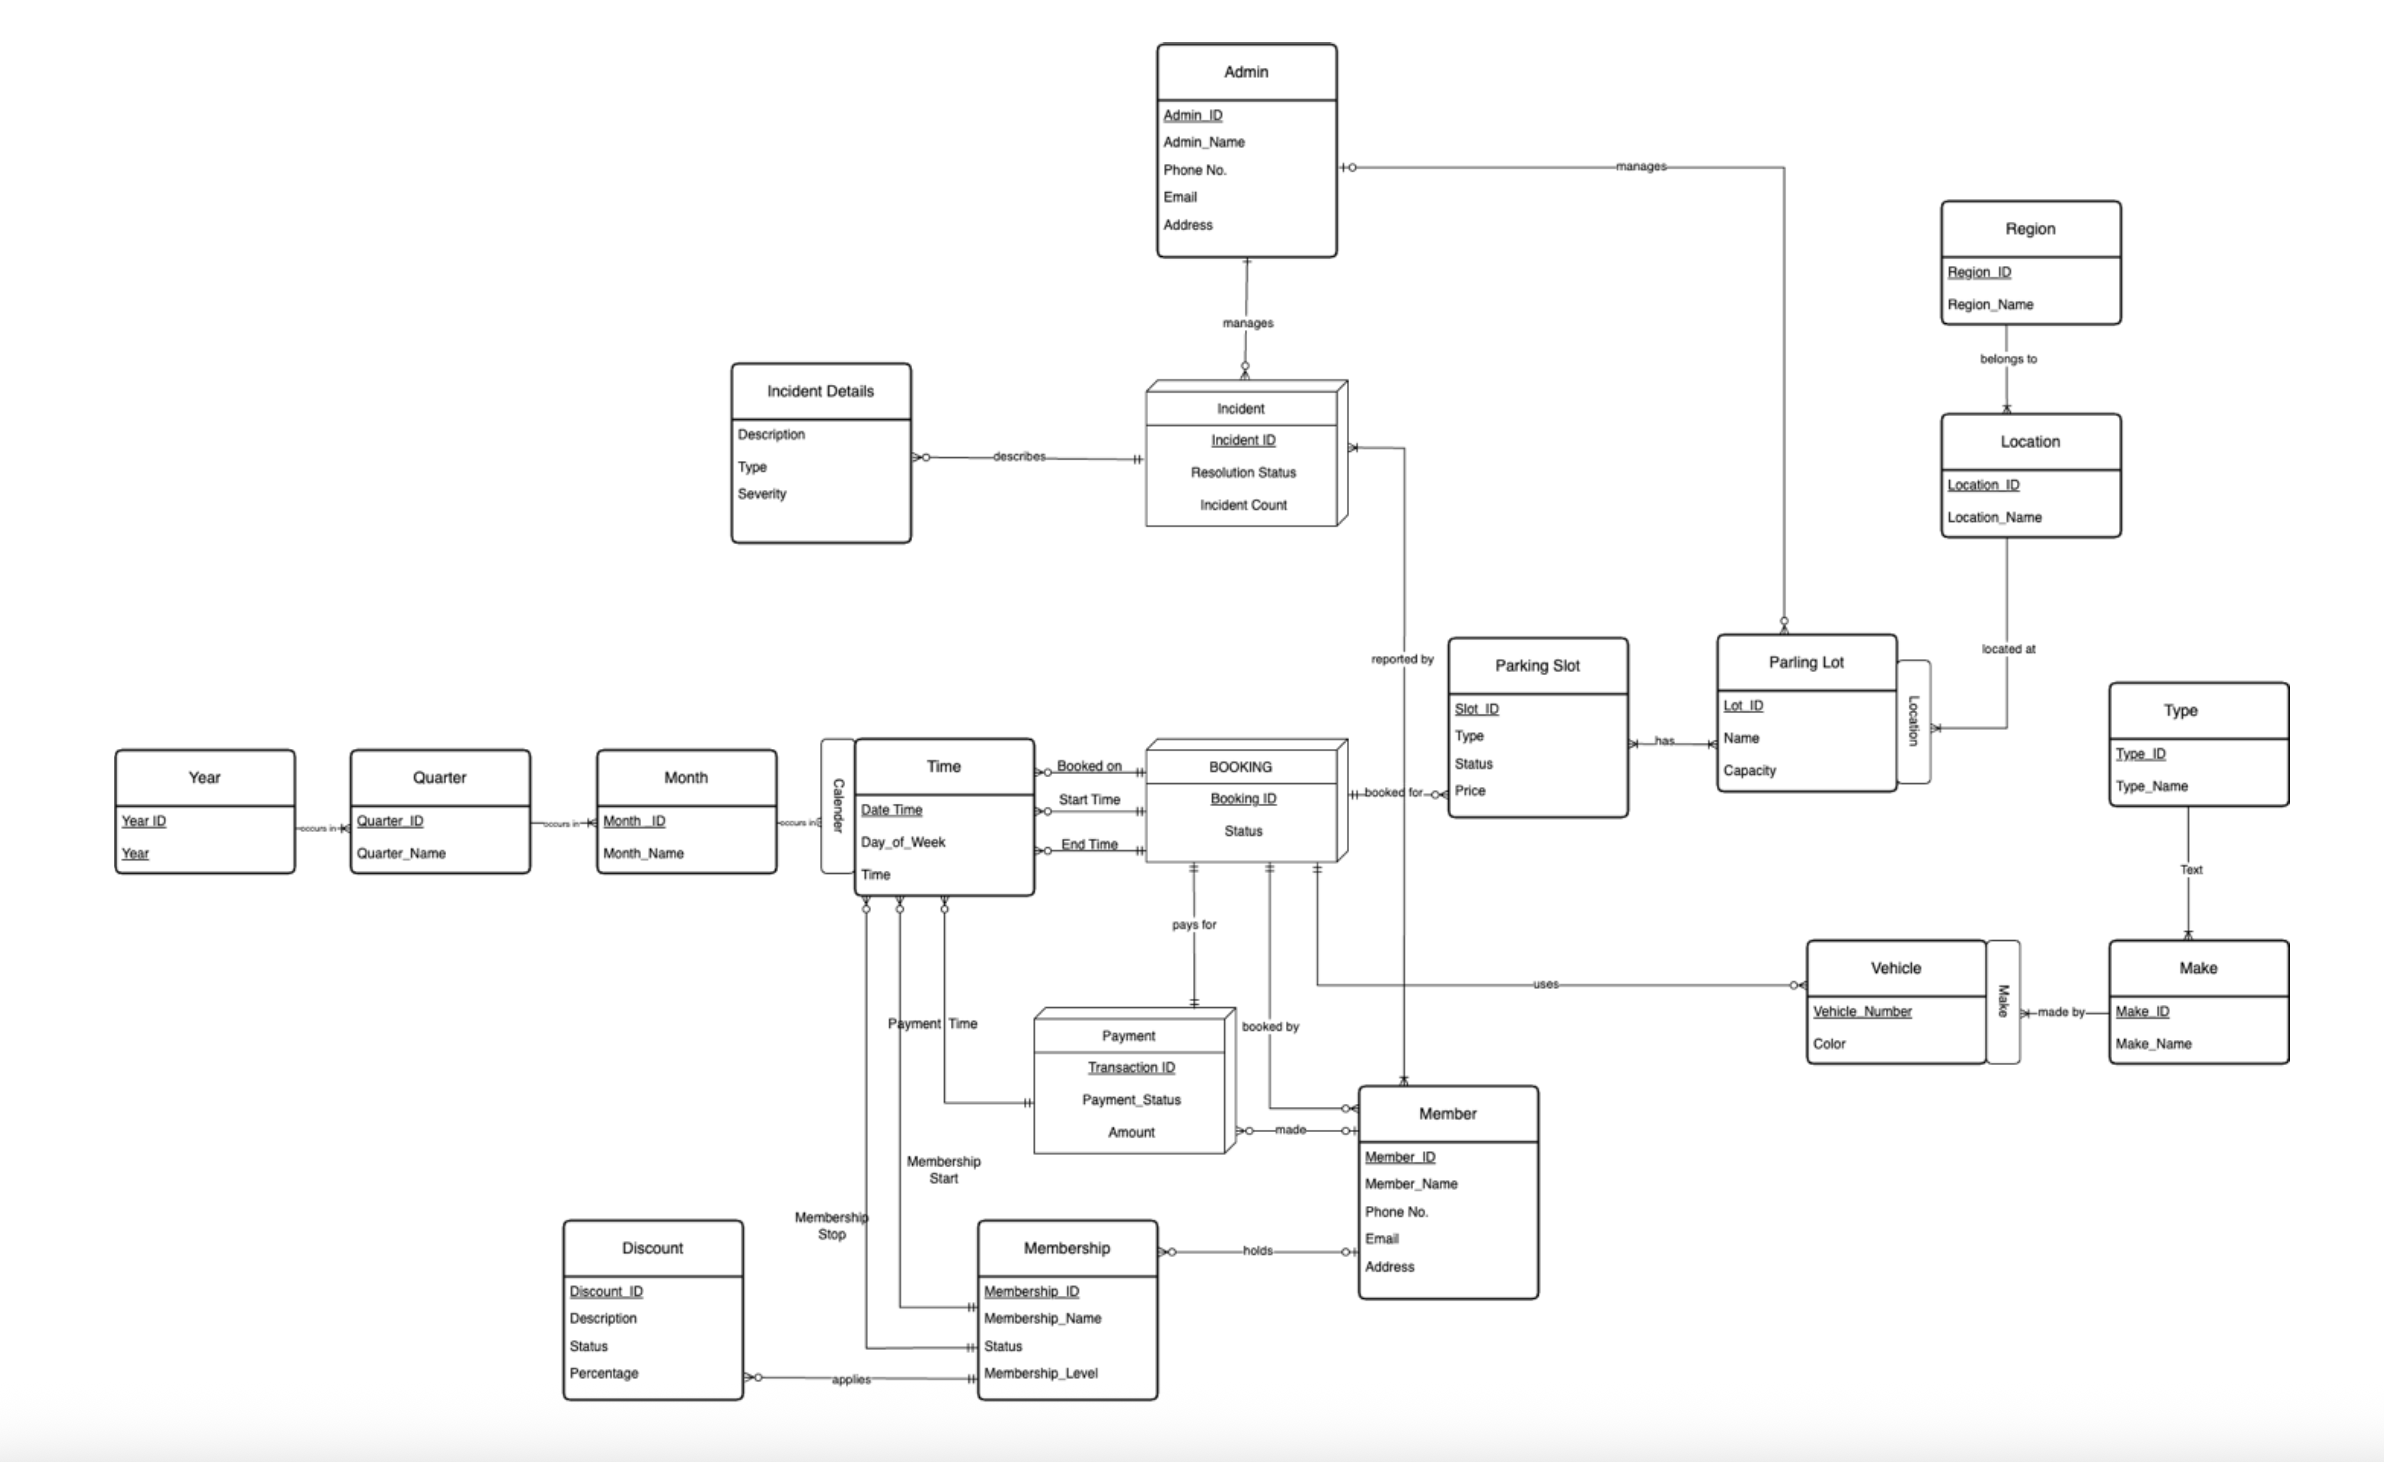 Admin
Admin_ID
Admin_Name
Phone No.
Email
Address
manages
manages
Region
Region_ID
Region_Name
belongs to
Incident Details
Description
Type
Severity
describes
Incident
Incident ID
Resolution Status
Incident Count
Location
Location_ID
Location_Name
located at
reported by
Parking Slot
Slot_ID
Type
Status
Price
has
Parling Lot
Lot_ID
Name
Capacity
Location
Type
Type_ID
Type_Name
Text
Year
Year ID
Year
occurs in
Quarter
Quarter_ID
Quarter_Name
occurs in
Month
Month_ID
Month_Name
occurs in
Calender
Time
Date Time
Day_of_Week
Time
Booked on
Start Time
End Time
BOOKING
Booking ID
Status
booked for
pays for
uses
Vehicle
Vehicle_Number
Color
Make
made by
Make
Make_ID
Make_Name
Payment Time
Payment
Transaction ID
Payment_Status
Amount
booked by
made
Member
Member_ID
Member_Name
Phone No.
Email
Address
Membership
Start
Membership
Stop
Discount
Discount_ID
Description
Status
Percentage
applies
Membership
Membership_ID
Membership_Name
Status
Membership_Level
holds